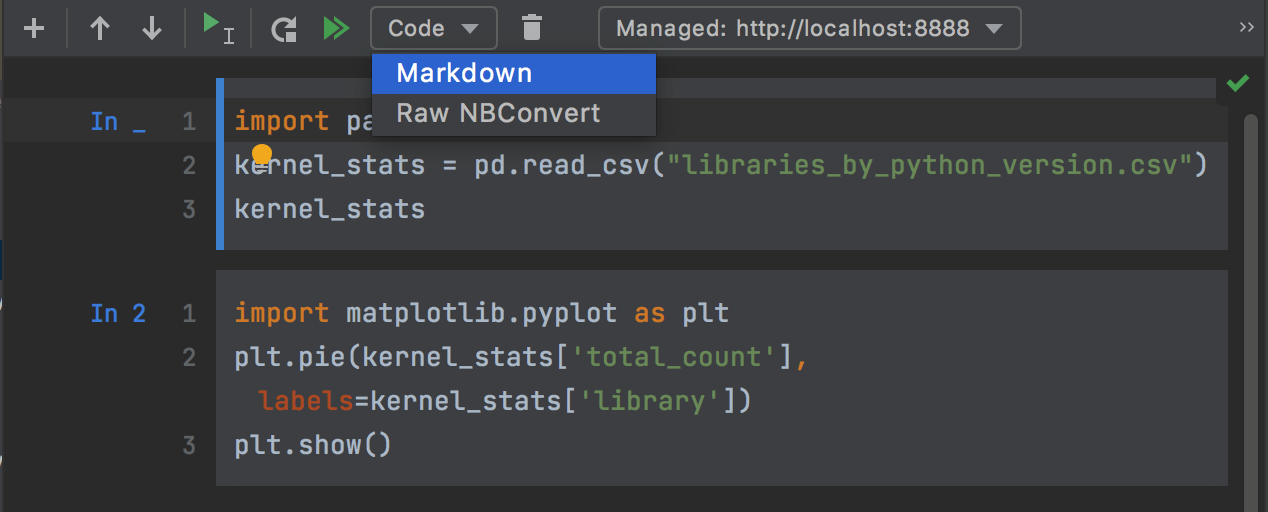 Code Managed: http://localhost:8888
Markdown
Raw NBConvert
In _ 1 import
2 kernel_stats = pd.read_csv("libraries_by_python_version.csv")
3 kernel_stats
In 2 1 import matplotlib.pyplot as plt
2 plt.pie(kernel_stats['total_count'],
labels=kernel_stats['library'])
3 plt.show()